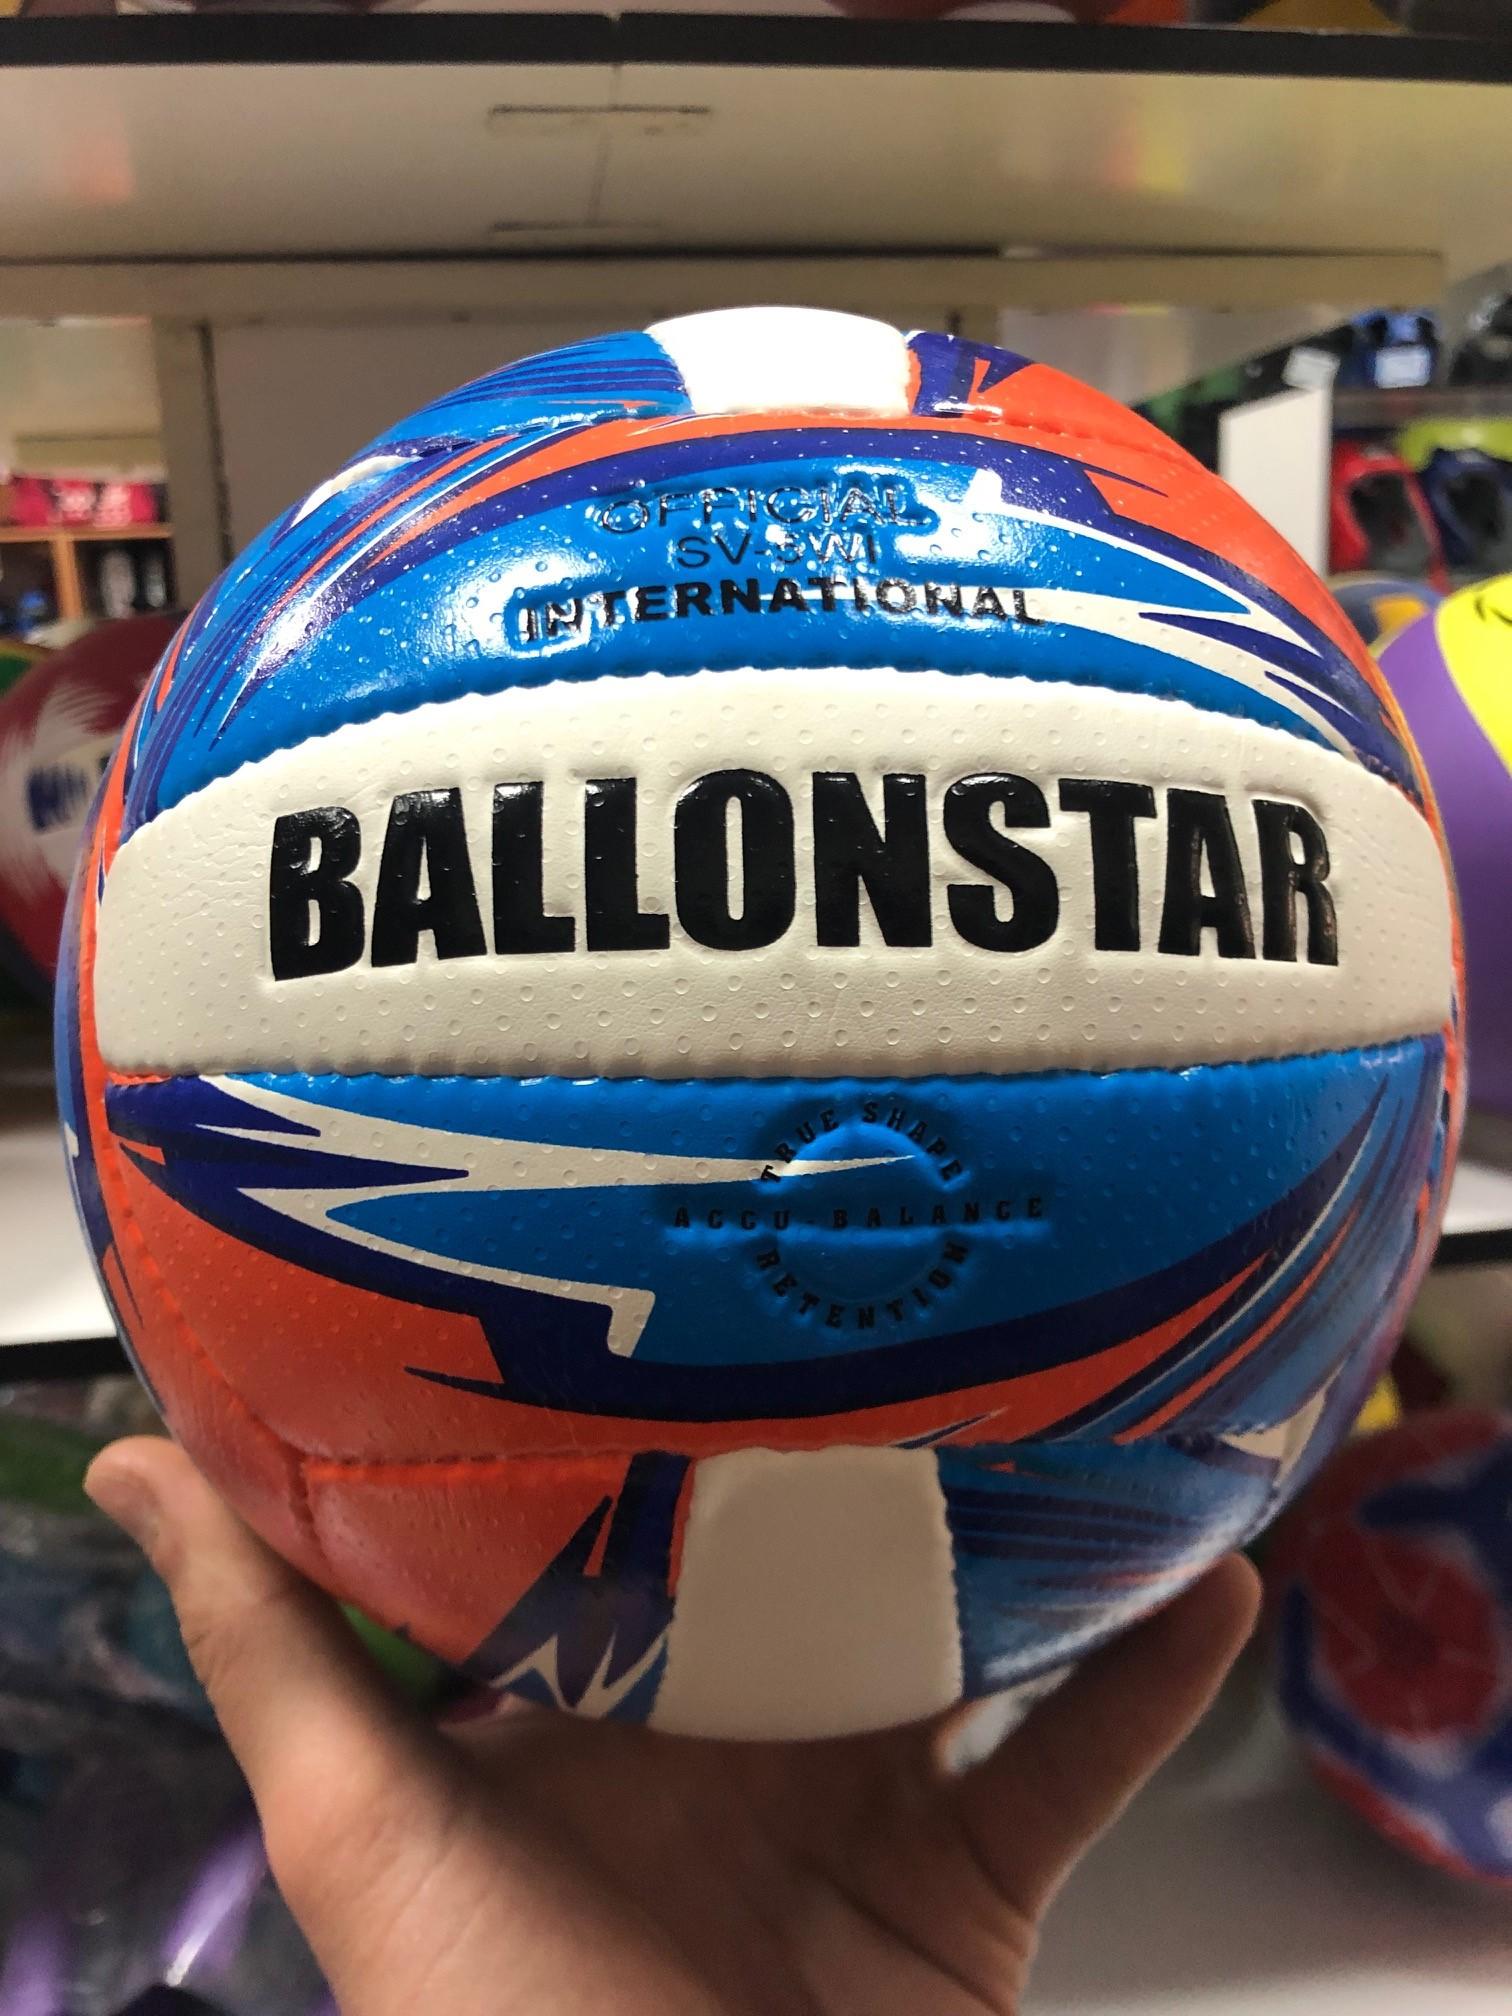 OFFICIAL
SV-5WI
INTERNATIONAL
BALLONSTAR
TRUE SHAPE
ACCU-BALANCE
RETENTION